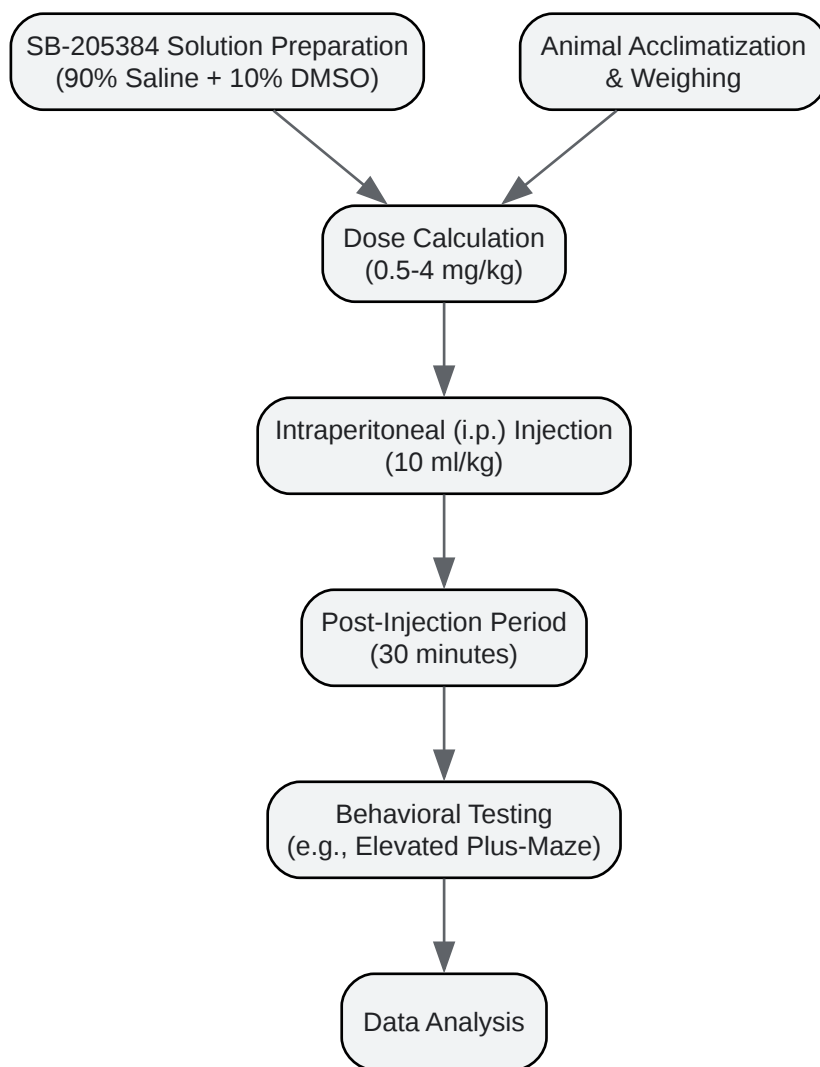 SB-205384 Solution Preparation
(90% Saline + 10% DMSO)
Animal Acclimatization
& Weighing
Dose Calculation
(0.5-4 mg/kg)
Intraperitoneal (i.p.) Injection
(10 ml/kg)
Post-Injection Period
(30 minutes)
Behavioral Testing
(e.g., Elevated Plus-Maze)
Data Analysis